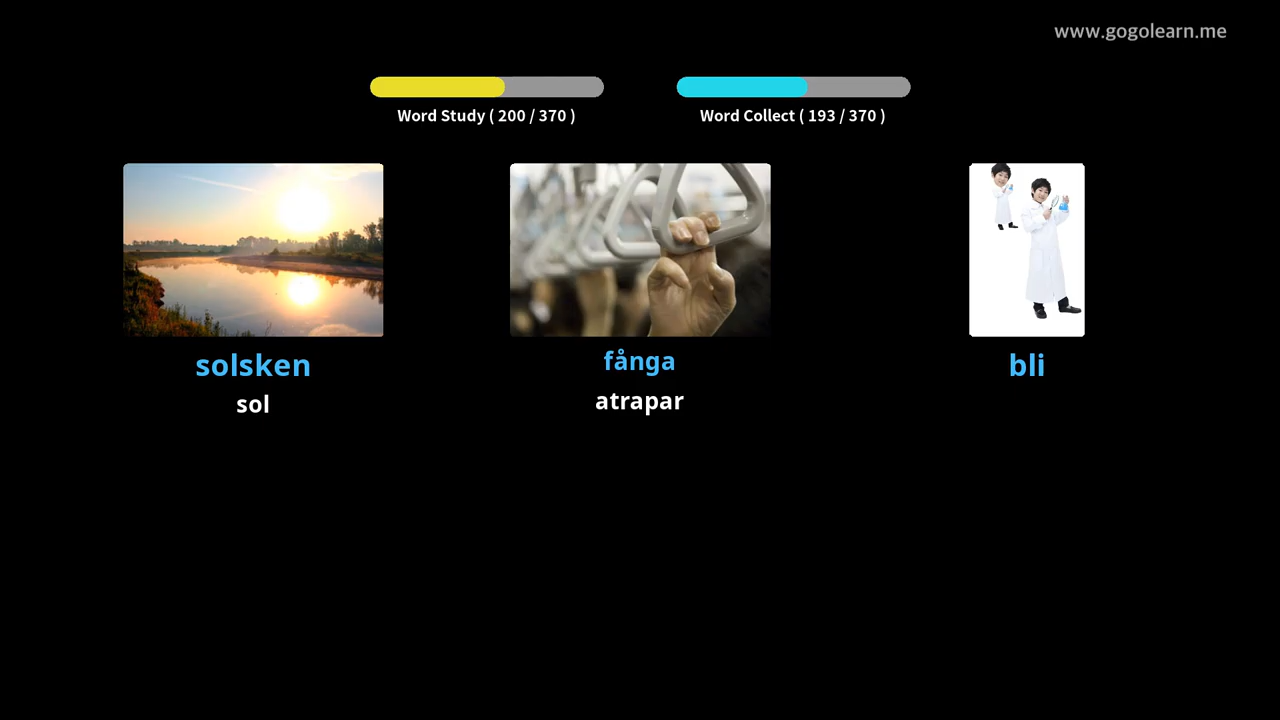 www.gogolearn.me
Word Study ( 200 / 370 )
Word Collect ( 193 / 370 )
solsken
sol
fånga
atrapar
bli